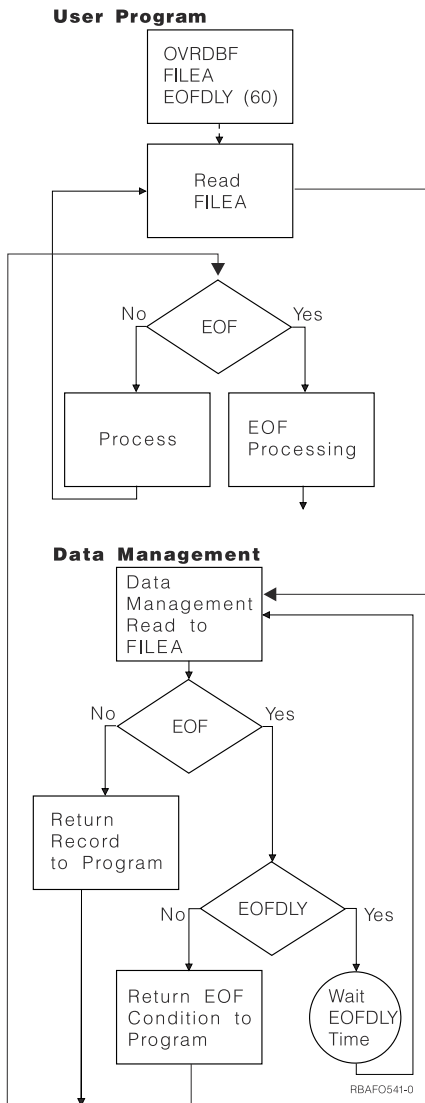 User Program
OVRDBF
FILEA
EOFDLY (60)
Read
FILEA
No
EOF
Yes
Process
EOF
Processing
Data Management
Data
Management
Read to
FILEA
No
EOF
Yes
Return
Record
to Program
No
EOFDLY
Yes
Return EOF
Condition to
Program
Wait
EOFDLY
Time
RBAFO541-0